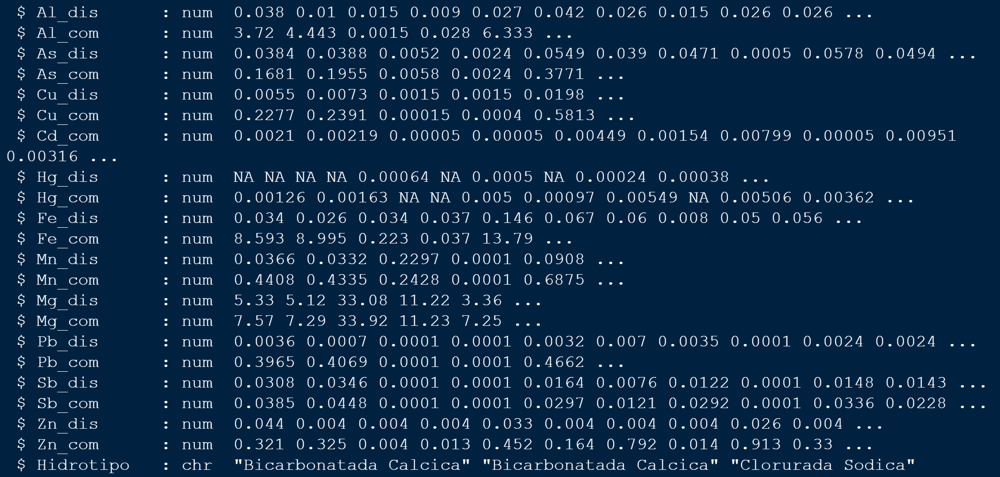 $ Al_dis      : num  0.038 0.01 0.015 0.009 0.027 0.042 0.026 0.015 0.026 0.026 ...
$ Al_com      : num  3.72 4.443 0.0015 0.028 6.333 ...
$ As_dis      : num  0.0384 0.0388 0.0052 0.0024 0.0549 0.039 0.0471 0.0005 0.0578 0.0494 ...
$ As_com      : num  0.1681 0.1955 0.0058 0.0024 0.3771 ...
$ Cu_dis      : num  0.0055 0.0073 0.0015 0.0015 0.0198 ...
$ Cu_com      : num  0.2277 0.2391 0.00015 0.0004 0.5813 ...
$ Cd_com      : num  0.0021 0.00219 0.00005 0.00005 0.00449 0.00154 0.00799 0.00005 0.00951
0.00316 ...
$ Hg_dis      : num  NA NA NA NA 0.00064 NA 0.0005 NA 0.00024 0.00038 ...
$ Hg_com      : num  0.00126 0.00163 NA NA 0.005 0.00097 0.00549 NA 0.00506 0.00362 ...
$ Fe_dis      : num  0.034 0.026 0.034 0.037 0.146 0.067 0.06 0.008 0.05 0.056 ...
$ Fe_com      : num  8.593 8.995 0.223 0.037 13.79 ...
$ Mn_dis      : num  0.0366 0.0332 0.2297 0.0001 0.0908 ...
$ Mn_com      : num  0.4408 0.4335 0.2428 0.0001 0.6875 ...
$ Mg_dis      : num  5.33 5.12 33.08 11.22 3.36 ...
$ Mg_com      : num  7.57 7.29 33.92 11.23 7.25 ...
$ Pb_dis      : num  0.0036 0.0007 0.0001 0.0001 0.0032 0.007 0.0035 0.0001 0.0024 0.0024 ...
$ Pb_com      : num  0.3965 0.4069 0.0001 0.0001 0.4662 ...
$ Sb_dis      : num  0.0308 0.0346 0.0001 0.0001 0.0164 0.0076 0.0122 0.0001 0.0148 0.0143 ...
$ Sb_com      : num  0.0385 0.0448 0.0001 0.0001 0.0297 0.0121 0.0292 0.0001 0.0336 0.0228 ...
$ Zn_dis      : num  0.044 0.004 0.004 0.004 0.033 0.004 0.004 0.004 0.026 0.004 ...
$ Zn_com      : num  0.321 0.325 0.004 0.013 0.452 0.164 0.792 0.014 0.913 0.33 ...
$ Hidrotipo   : chr  "Bicarbonatada Calcica" "Bicarbonatada Calcica" "Clorurada Sodica"